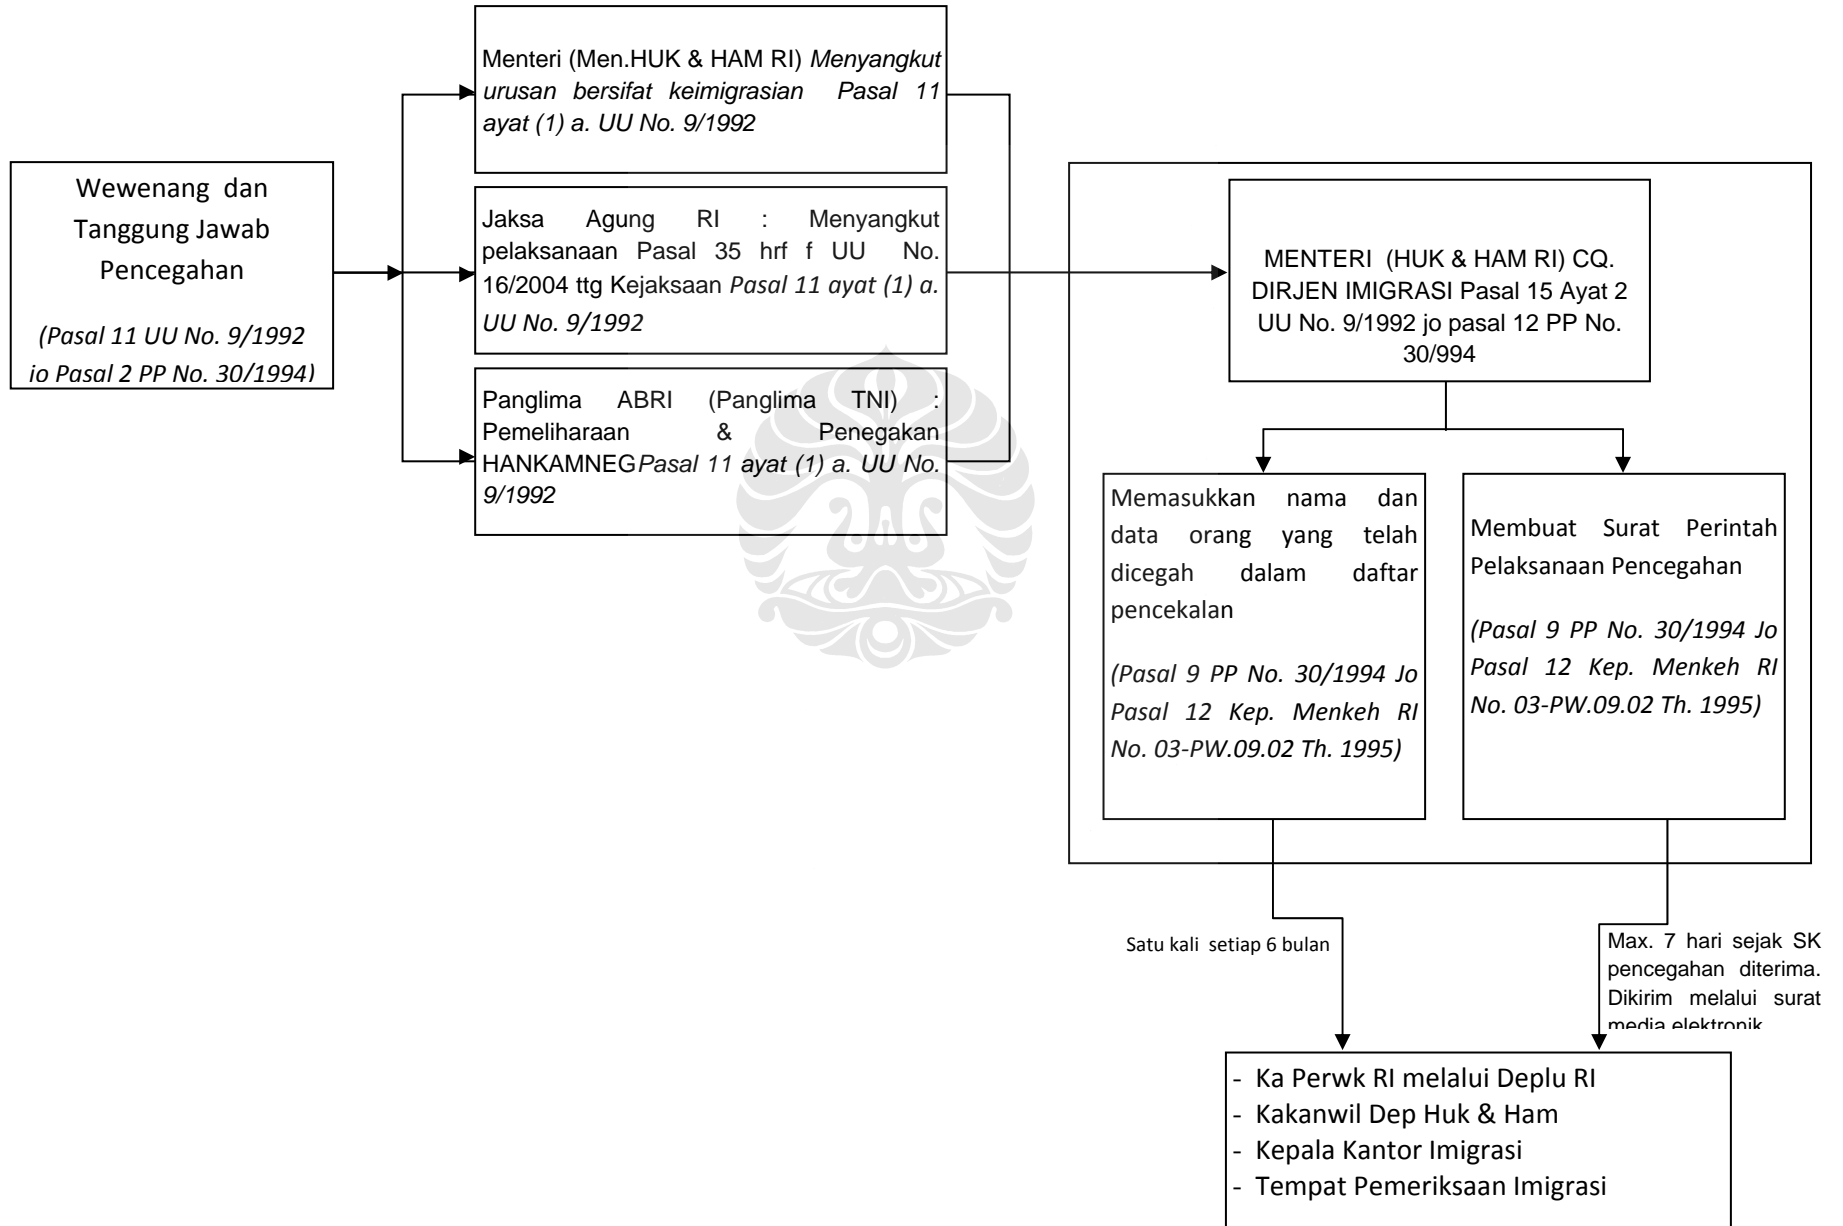 Menteri (Men.HUK & HAM RI) Menyangkut
urusan bersifat keimigrasian Pasal 11
ayat (1) a. UU No. 9/1992
Wewenang dan
Tanggung Jawab
Pencegahan
(Pasal 11 UU No. 9/1992
jo Pasal 2 PP No. 30/1994)
Jaksa Agung RI : Menyangkut
pelaksanaan Pasal 35 hrf f UU No.
16/2004 ttg Kejaksaan Pasal 11 ayat (1) a.
UU No. 9/1992
Panglima ABRI (Panglima TNI) :
Pemeliharaan & Penegakan
HANKAMNEGPasal 11 ayat (1) a. UU No.
9/1992
MENTERI (HUK & HAM RI) CQ.
DIRJEN IMIGRASI Pasal 15 Ayat 2
UU No. 9/1992 jo pasal 12 PP No.
30/994
Memasukkan nama dan
data orang yang telah
dicegah dalam daftar
pencekalan
(Pasal 9 PP No. 30/1994 Jo
Pasal 12 Kep. Menkeh RI
No. 03-PW.09.02 Th. 1995)
Membuat Surat Perintah
Pelaksanaan Pencegahan
(Pasal 9 PP No. 30/1994 Jo
Pasal 12 Kep. Menkeh RI
No. 03-PW.09.02 Th. 1995)
Satu kali setiap 6 bulan
Max. 7 hari sejak SK
pencegahan diterima.
Dikirim melalui surat
media elektronik
- Ka Perwk RI melalui Deplu RI
- Kakanwil Dep Huk & Ham
- Kepala Kantor Imigrasi
- Tempat Pemeriksaan Imigrasi